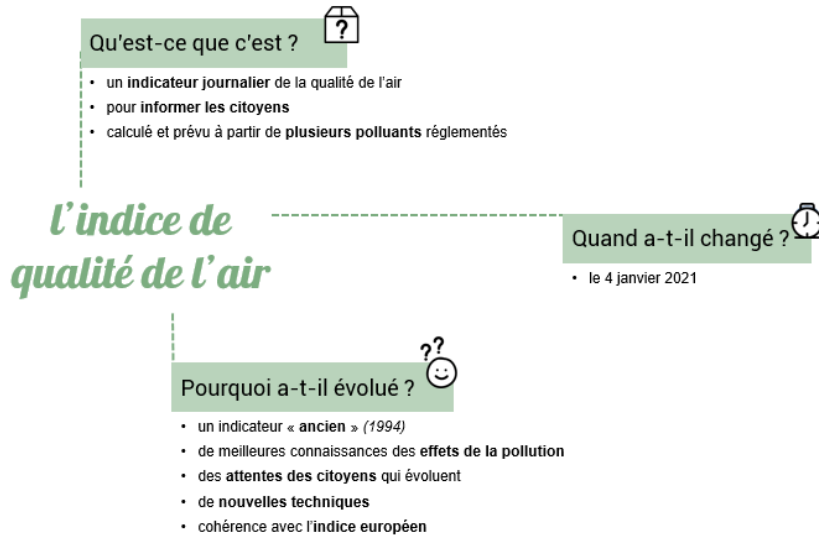 Qu'est-ce que c'est ?
?
• un indicateur journalier de la qualité de l'air
• pour informer les citoyens
• calculé et prévu à partir de plusieurs polluants réglementés
l'indice de
qualité de l'air
Quand a-t-il changé ?
• le 4 janvier 2021
??
Pourquoi a-t-il évolué ?
• un indicateur « ancien » (1994)
• de meilleures connaissances des effets de la pollution
• des attentes des citoyens qui évoluent
• de nouvelles techniques
• cohérence avec l'indice européen